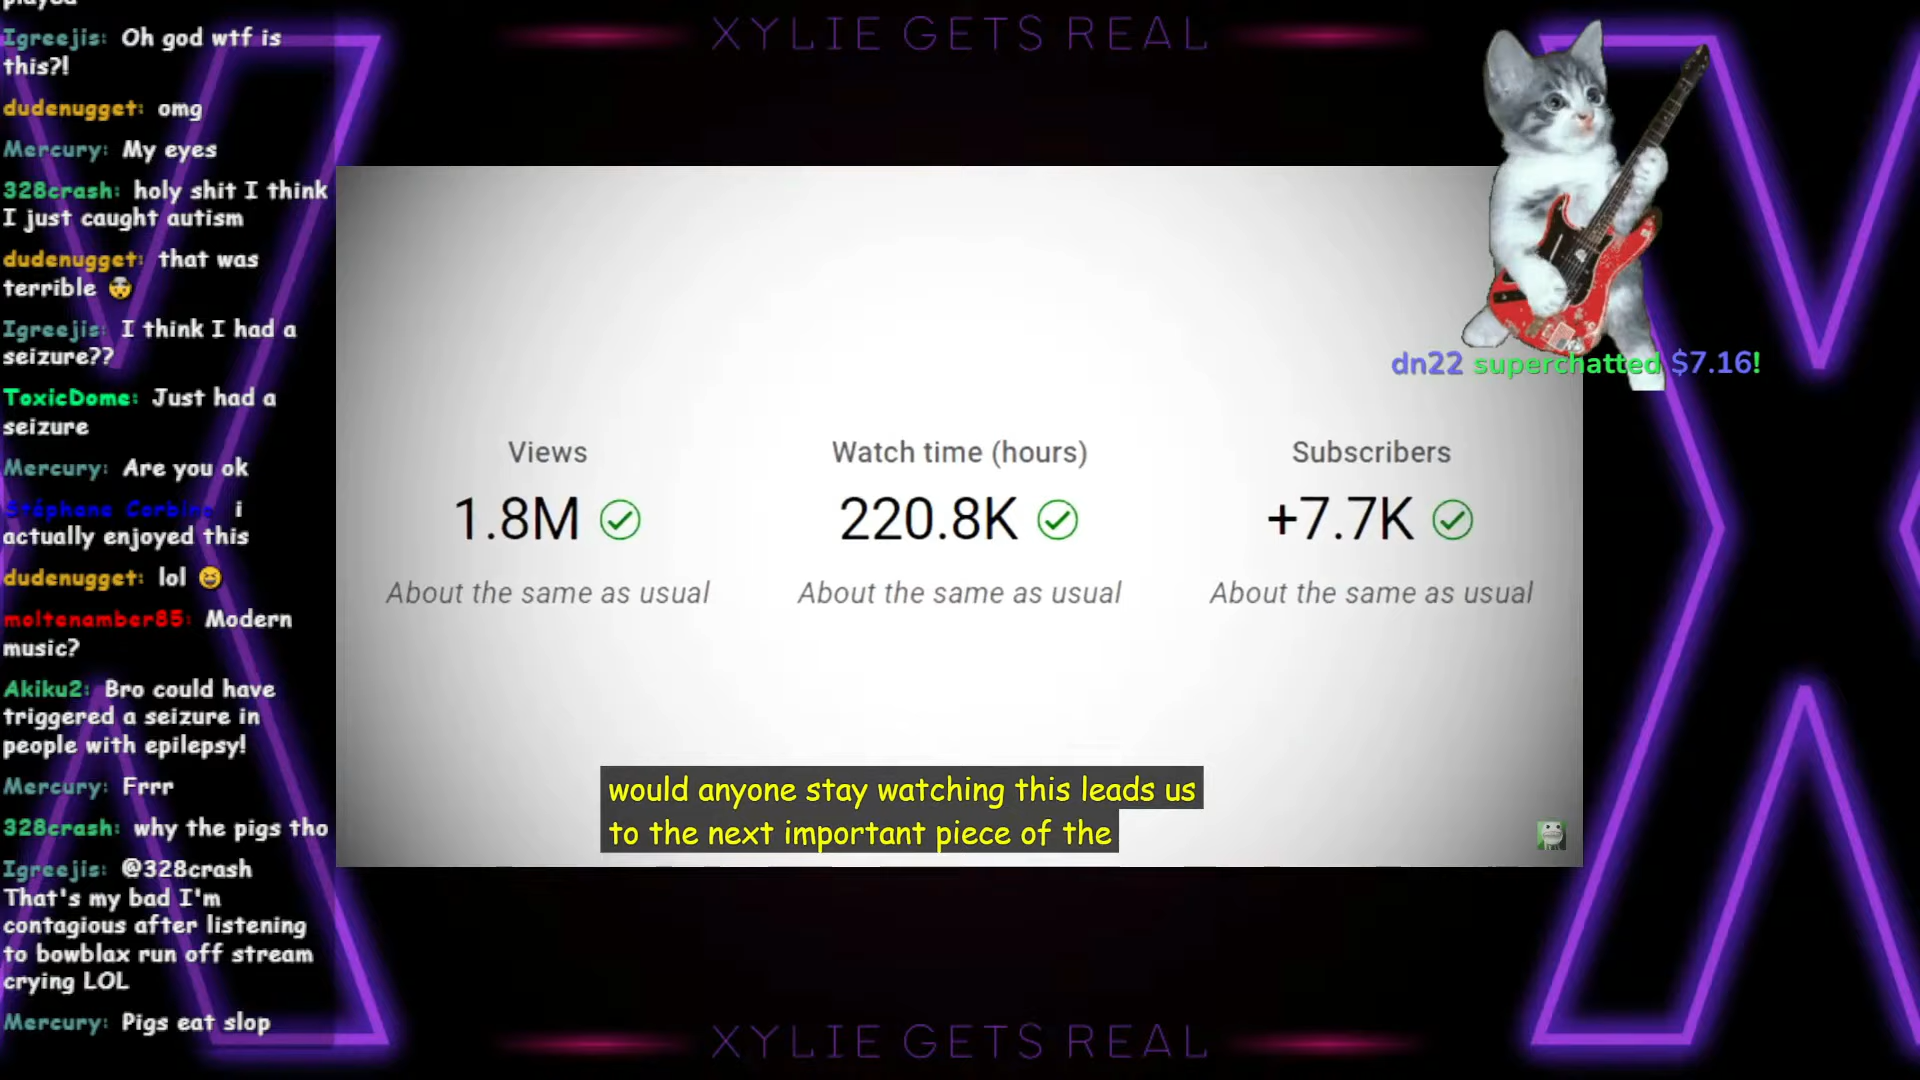 played
Igreejis: Oh god wtf is
this?!
dudenugget: omg
Mercury: My eyes
328crash: holy shit I think
I just caught autism
dudenugget: that was
terrible 🤯
Igreejis: I think I had a
seizure??
ToxicDome: Just had a
seizure
Mercury: Are you ok
Stéphane Corbire i
actually enjoyed this
dudenugget: lol 😆
moltenamber85: Modern
music?
Akiku2: Bro could have
triggered a seizure in
people with epilepsy!
Mercury: Frrr
328crash: why the pigs tho
Igreejis: @328crash
That's my bad I'm
contagious after listening
to bowblax run off stream
crying LOL
Mercury: Pigs eat slop
XYLIE GETS REAL
dn22 superchatted $7.16!
Views
1.8M
About the same as usual
Watch time (hours)
220.8K
About the same as usual
Subscribers
+7.7K
About the same as usual
would anyone stay watching this leads us
to the next important piece of the
XYLIE GETS REAL